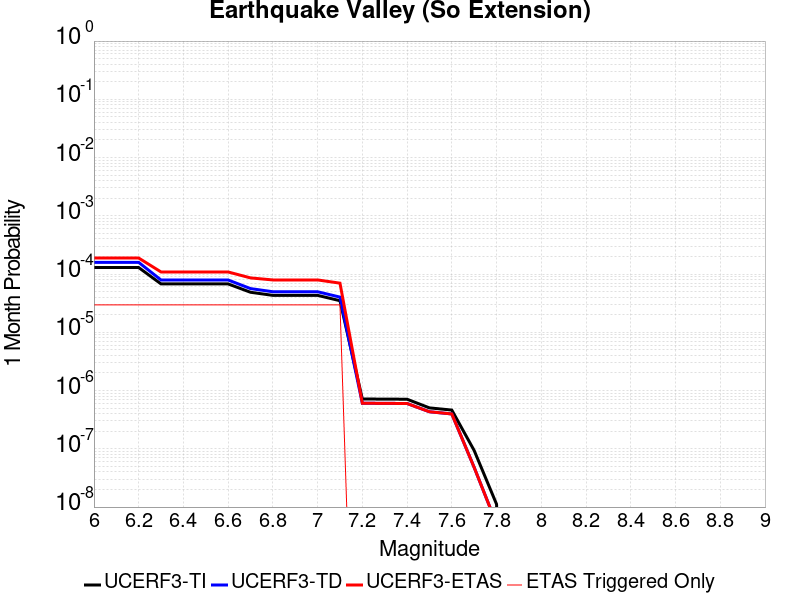 Earthquake Valley (So Extension)
10^0
10^-1
10^-2
10^-3
10^-4
10^-5
10^-6
10^-7
10^-8
1 Month Probability
6 6.2 6.4 6.6 6.8 7 7.2 7.4 7.6 7.8 8 8.2 8.4 8.6 8.8 9
Magnitude
UCERF3-TI UCERF3-TD UCERF3-ETAS ETAS Triggered Only